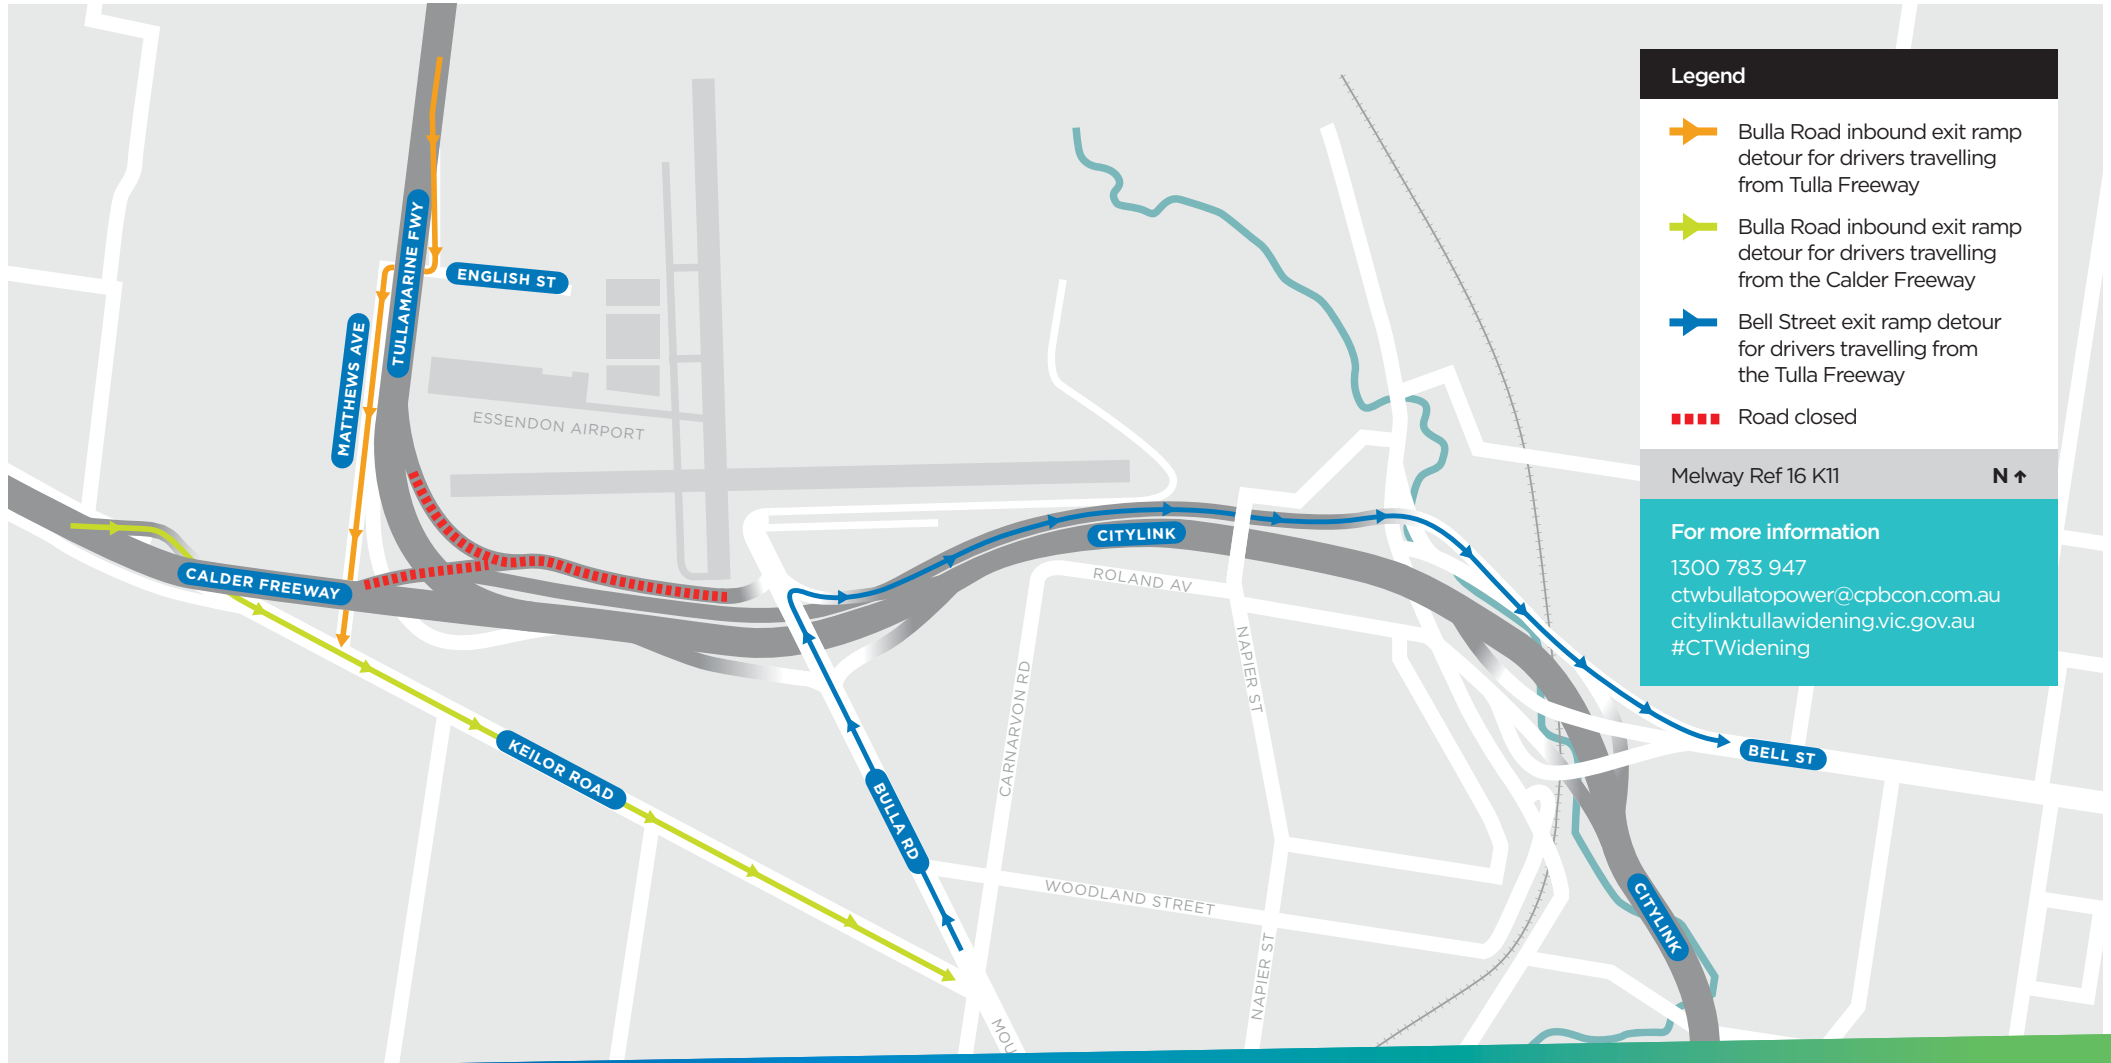 Legend
Bulla Road inbound exit ramp
detour for drivers travelling
from Tulla Freeway
Bulla Road inbound exit ramp
detour for drivers travelling
from the Calder Freeway
Bell Street exit ramp detour
for drivers travelling from
the Tulla Freeway
Road closed
Melway Ref 16 K11
N
For more information
1300 783 947
ctwbullatopower@cpbcon.com.au
citylinktullawidening.vic.gov.au
#CTWidening
TULLAMARINE FWY
ENGLISH ST
MATTHEWS AVE
ESSENDON AIRPORT
CITYLINK
CALDER FREEWAY
ROLAND AV
NAPIER ST
CARNARVON RD
KEILOR ROAD
BULLA RD
BELL ST
WOODLAND STREET
CITYLINK
NAPIER ST
MOU